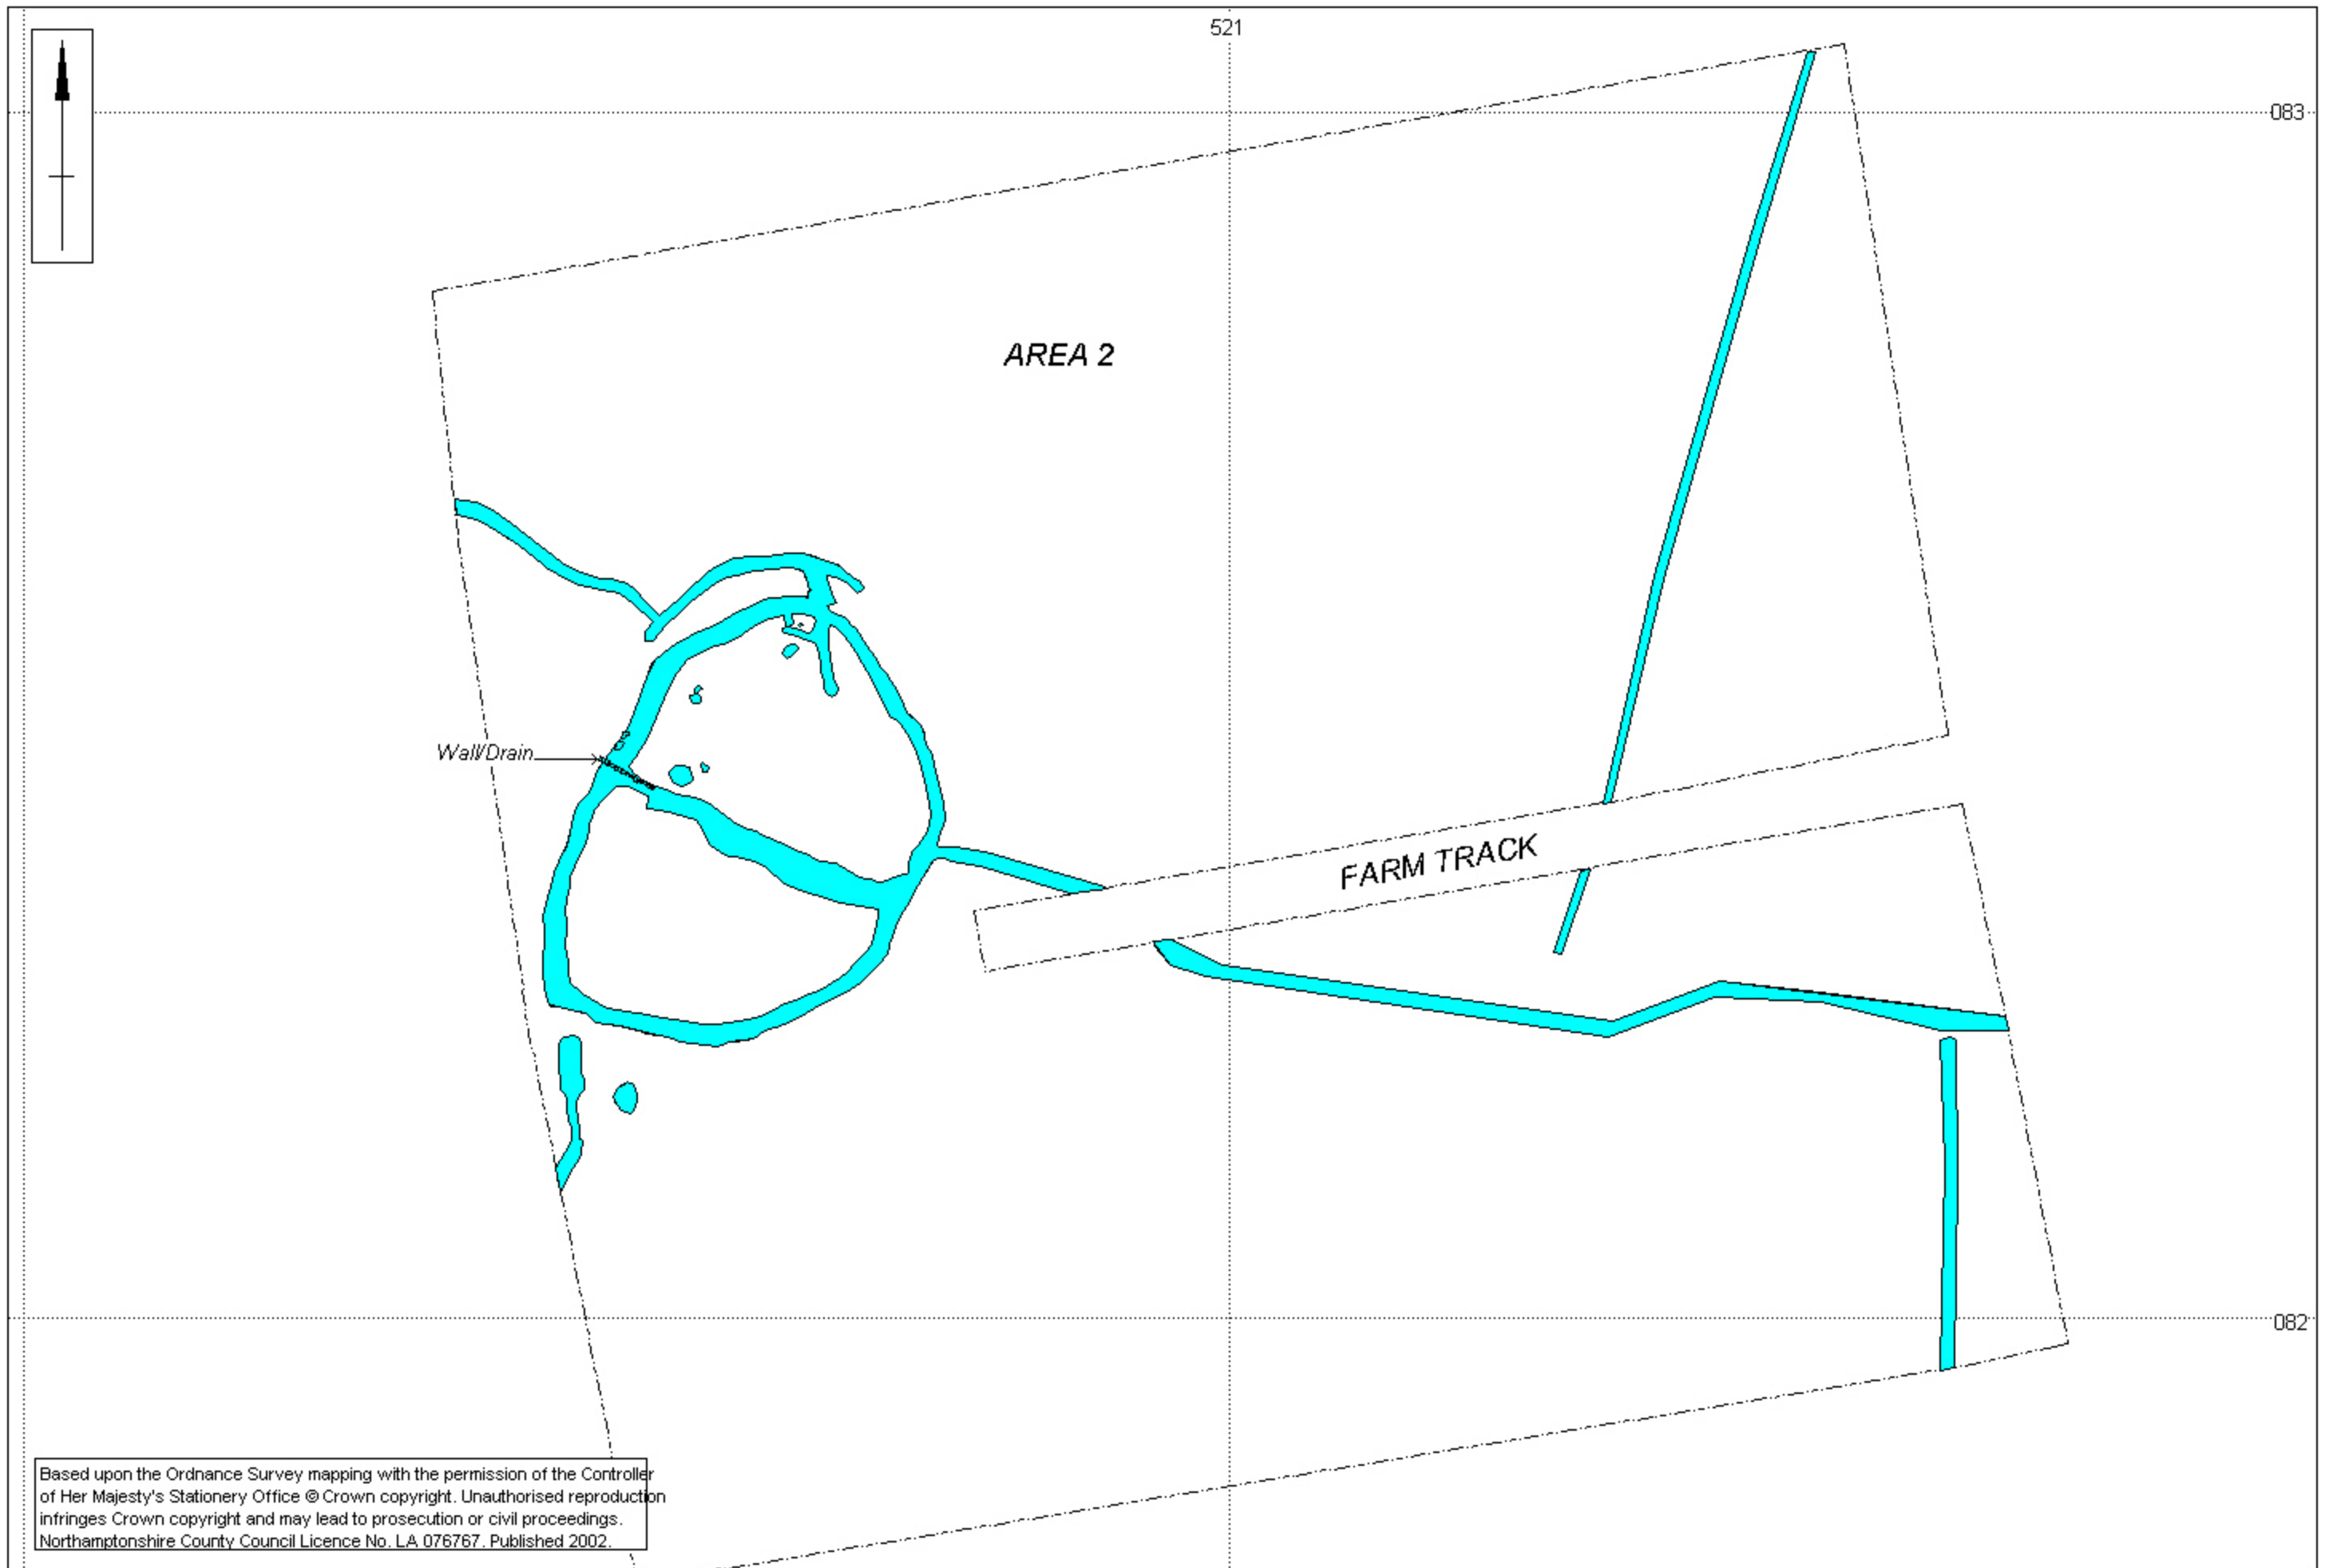 521
083
AREA 2
Wall/Drain
FARM TRACK
082
Based upon the Ordnance Survey mapping with the permission of the Controller
of Her Majesty's Stationery Office © Crown copyright. Unauthorised reproduction
infringes Crown copyright and may lead to prosecution or civil proceedings.
Northamptonshire County Council Licence No. LA 076767. Published 2002.